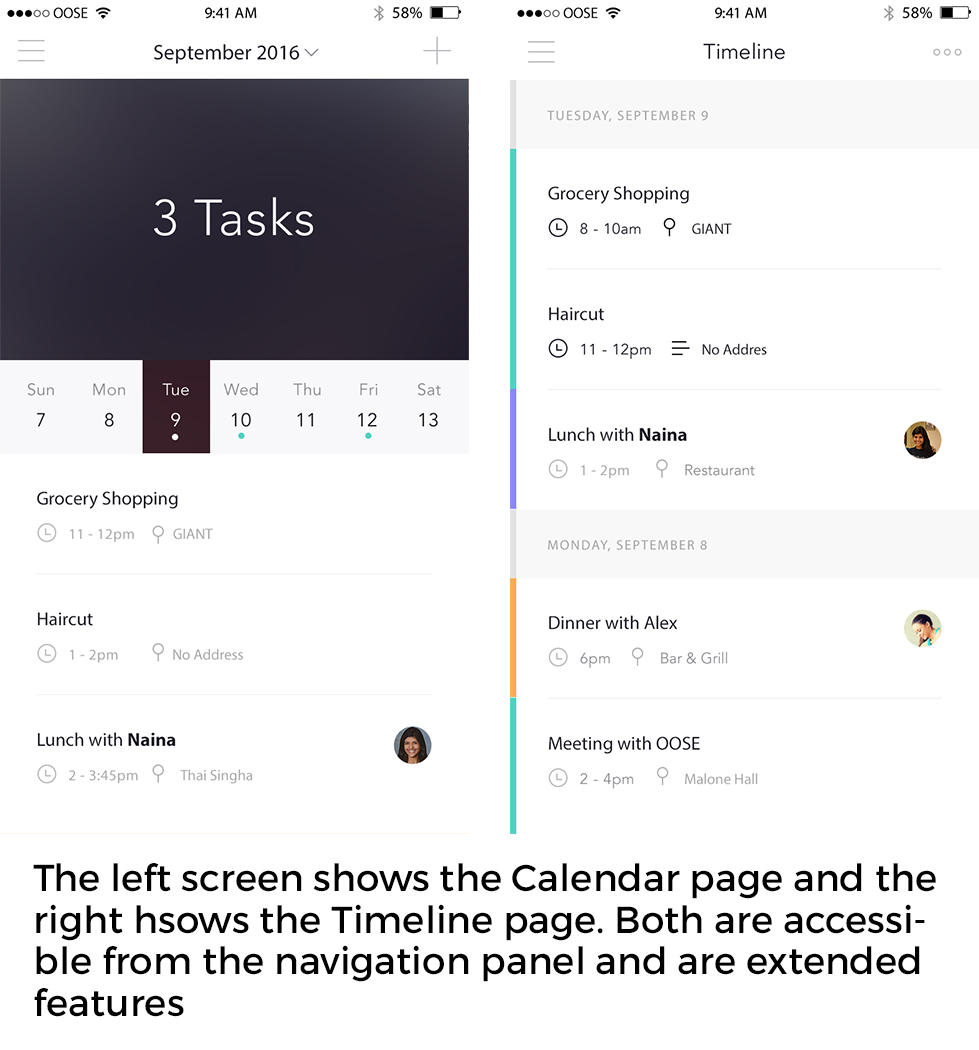 OOSE 9:41 AM 58%
September 2016
3 Tasks
Sun Mon Tue Wed Thu Fri Sat
7 8 9 10 11 12 13
Grocery Shopping
11 - 12pm GIANT
Haircut
1 - 2pm No Address
Lunch with Naina
2 - 3:45pm Thai Singha
OOSE 9:41 AM 58%
Timeline
TUESDAY, SEPTEMBER 9
Grocery Shopping
8 - 10am GIANT
Haircut
11 - 12pm No Addres
Lunch with Naina
1 - 2pm Restaurant
MONDAY, SEPTEMBER 8
Dinner with Alex
6pm Bar & Grill
Meeting with OOSE
2 - 4pm Malone Hall
The left screen shows the Calendar page and the
right hsows the Timeline page. Both are accessi-
ble from the navigation panel and are extended
features